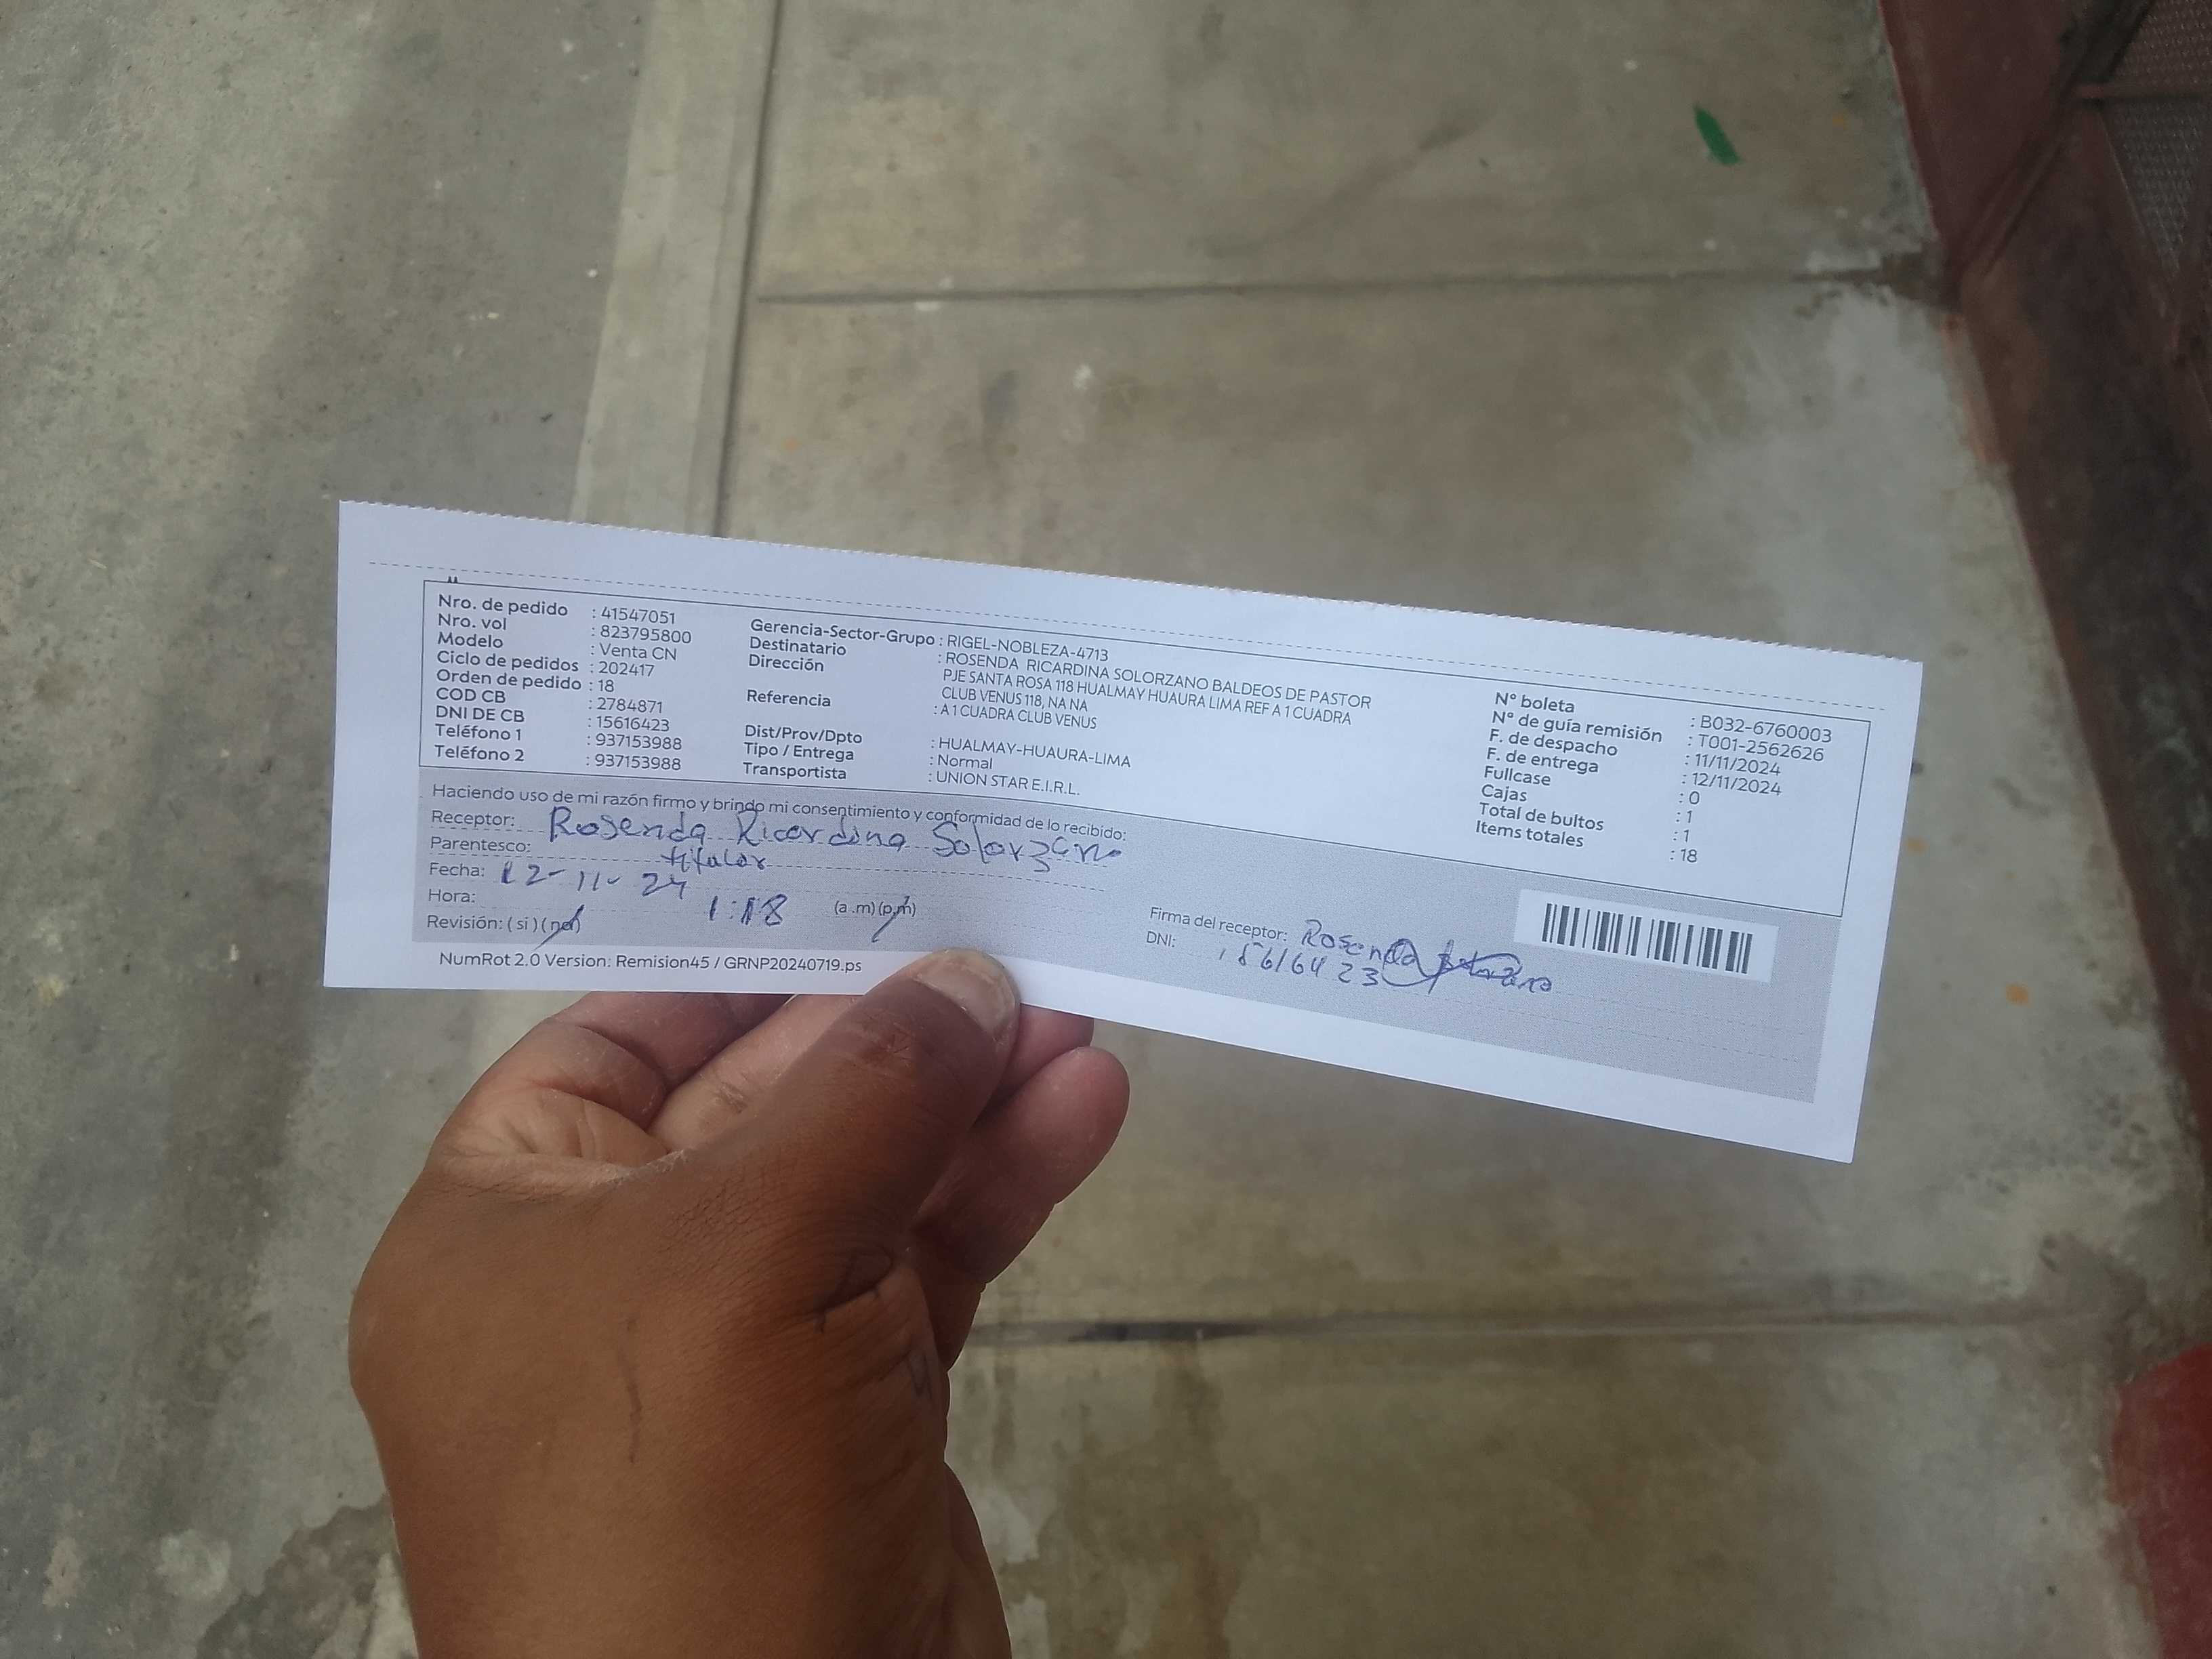 Nro. de pedido : 41547051
Nro. vol : 823795800
Modelo : Venta CN
Ciclo de pedidos : 202417
Orden de pedido : 18
COD CB : 2784871
DNI DE CB : 15616423
Teléfono 1 : 937153988
Teléfono 2 : 937153988
Gerencia-Sector-Grupo : RIGEL-NOBLEZA-4713
Destinatario : ROSENDA RICARDINA SOLORZANO BALDEOS DE PASTOR
Dirección PJE SANTA ROSA 118 HUALMAY HUAURA LIMA REF A 1 CUADRA
CLUB VENUS 118, NA NA
Referencia : A 1 CUADRA CLUB VENUS
Dist/Prov/Dpto : HUALMAY-HUAURA-LIMA
Tipo / Entrega : Normal
Transportista : UNION STAR E.I.R.L.
N° boleta : B032-6760003
N° de guía remisión : T001-2562626
F. de despacho : 11/11/2024
F. de entrega : 12/11/2024
Fullcase : 0
Cajas : 1
Total de bultos : 1
Items totales : 18
Haciendo uso de mi razón firmo y brindo mi consentimiento y conformidad de lo recibido:
Receptor: Rosenda Ricardina Solorzano
Parentesco: titular
Fecha: 12-11-24
Hora: 1:18 (a .m) (p.m)
Revisión: ( si ) ( no )
Firma del receptor: Rosenda Solorzano
DNI: 15616423
NumRot 2.0 Version: Remision45 / GRNP20240719.ps